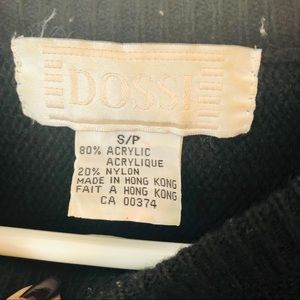 DOSSI
S/P
80% ACRYLIC
ACRYLIQUE
20% NYLON
MADE IN HONG KONG
FAIT A HONG KONG
CA 00374